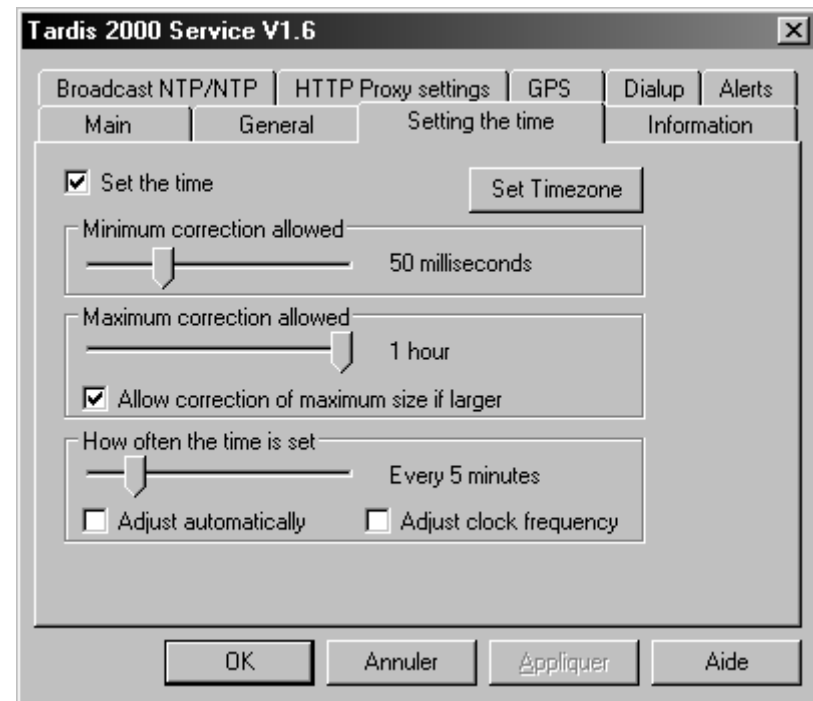 Tardis 2000 Service V1.6
Broadcast NTP/NTP HTTP Proxy settings GPS Dialup Alerts
Main General Setting the time Information
Set the time Set Timezone
Minimum correction allowed
50 milliseconds
Maximum correction allowed
1 hour
Allow correction of maximum size if larger
How often the time is set
Every 5 minutes
Adjust automatically Adjust clock frequency
OK Annuler Appliquer Aide